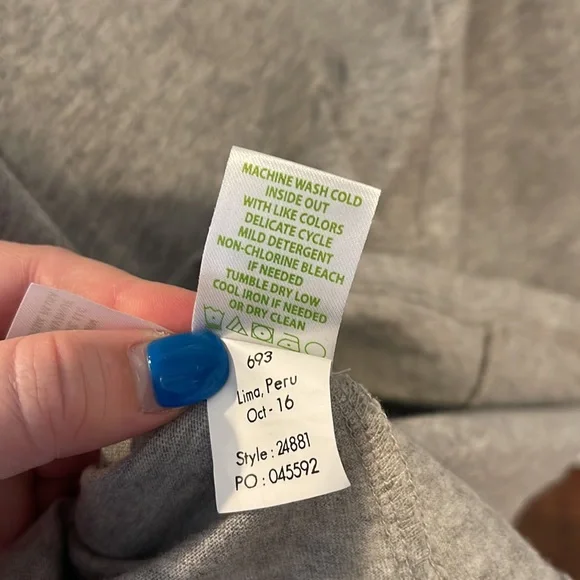 MACHINE WASH COLD
INSIDE OUT
WITH LIKE COLORS
DELICATE CYCLE
MILD DETERGENT
NON-CHLORINE BLEACH
IF NEEDED
TUMBLE DRY LOW
COOL IRON IF NEEDED
OR DRY CLEAN
693
Lima, Peru
Oct - 16
Style : 24881
PO : 045592